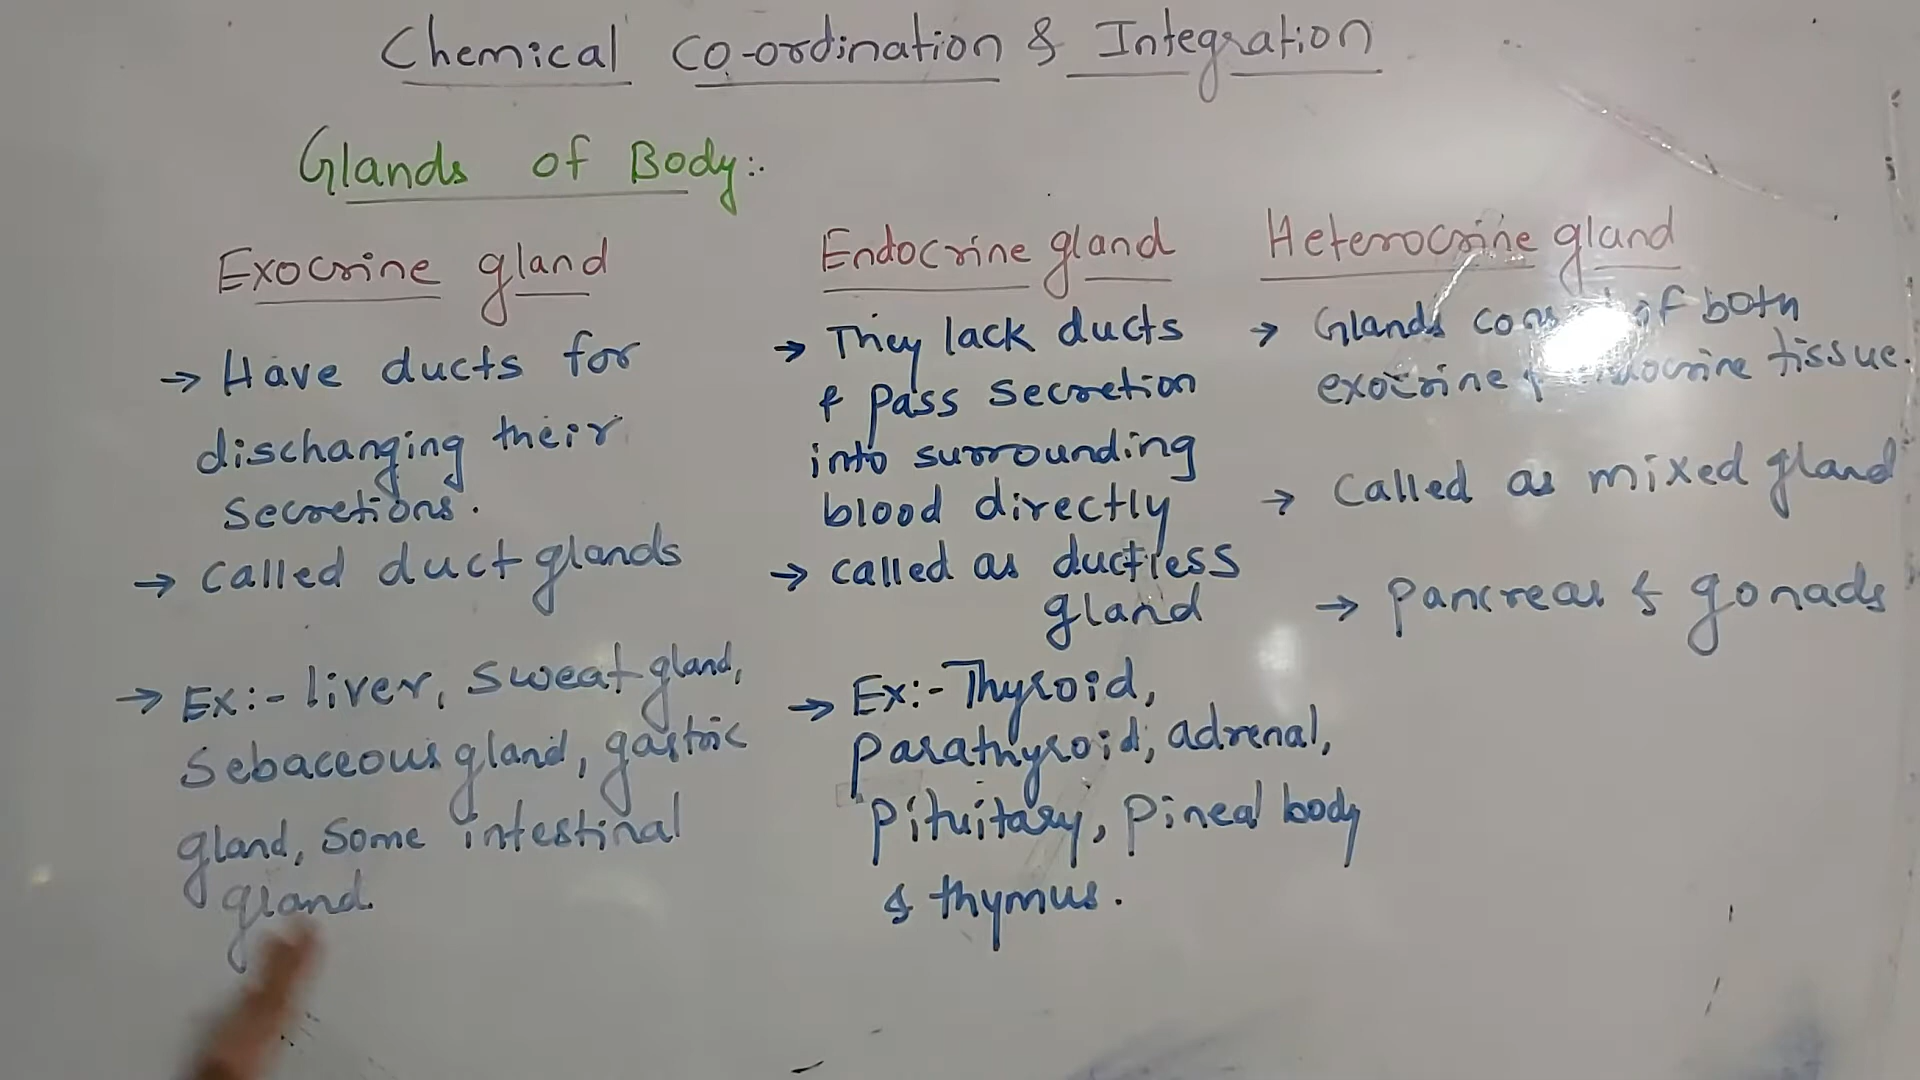 Chemical Co-ordination & Integration
Glands of Body:-
Exocrine gland
→ Have ducts for
dischanging their
secretions.
→ called duct glands
→ Ex:- liver, sweat gland,
sebaceous gland, gastric
gland, some intestinal
gland.
Endocrine gland
→ They lack ducts
& pass secretion
into surrounding
blood directly
→ called as ductless
gland
→ Ex:- Thyroid,
parathyroid, adrenal,
pituitary, pineal body
& thymus.
Heterocrine gland
→ Glands of both
exocrine tissue.
→ Called as mixed gland
→ pancreas & gonads